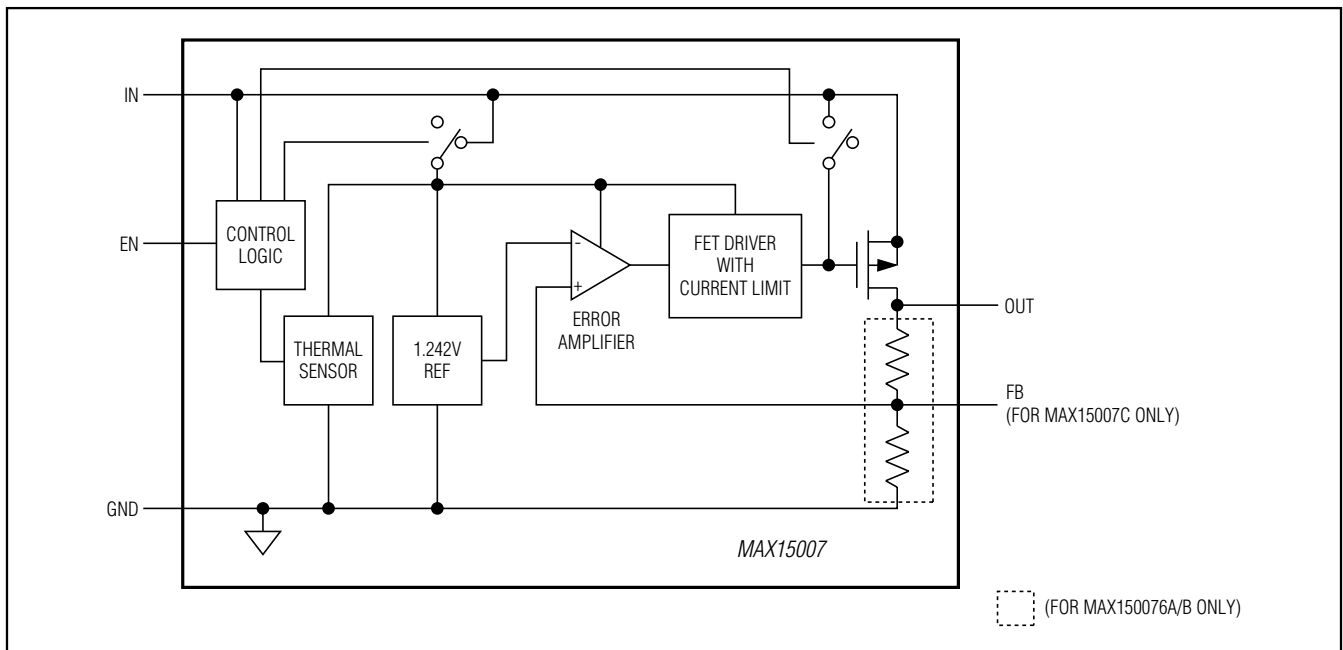 IN
EN
CONTROL
LOGIC
FET DRIVER
WITH
CURRENT LIMIT
-
+
ERROR
AMPLIFIER
OUT
THERMAL
SENSOR
1.242V
REF
FB
(FOR MAX15007C ONLY)
GND
MAX15007
(FOR MAX150076A/B ONLY)